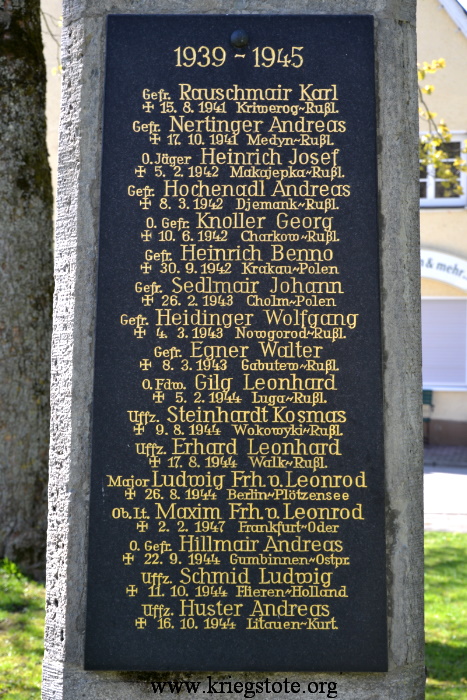 1939 - 1945
Gefr. Rauschmair Karl
✠ 15. 8. 1941 Kriwerog~Rußl.
Gefr. Nertinger Andreas
✠ 17. 10. 1941 Medyn~Rußl.
O. Jäger Heinrich Josef
✠ 5. 2. 1942 Makajepka~Rußl.
Gefr. Hochenadl Andreas
✠ 8. 3. 1942 Djemank~Rußl.
O. Gefr. Knoller Georg
✠ 10. 6. 1942 Charkow~Rußl.
Gefr. Heinrich Benno
✠ 30. 9. 1942 Krakau~Polen
Gefr. Sedlmair Johann
✠ 26. 2. 1943 Cholm~Polen
Gefr. Heidinger Wolfgang
✠ 4. 3. 1943 Nowgorod~Rußl.
Gefr. Egner Walter
✠ 8. 3. 1943 Gabutew~Rußl.
O. Fdw. Gilg Leonhard
✠ 5. 2. 1944 Luga~Rußl.
Uffz. Steinhardt Kosmas
✠ 9. 8. 1944 Wokowyki~Rußl.
Uffz. Erhard Leonhard
✠ 17. 8. 1944 Walk~Rußl.
Major Ludwig Frh. v. Leonrod
✠ 26. 8. 1944 Berlin~Plötzensee
Ob. Lt. Maxim Frh. v. Leonrod
✠ 2. 2. 1947 Frankfurt~Oder
O. Gefr. Hillmair Andreas
✠ 22. 9. 1944 Gumbinnen~Ostpr.
Uffz. Schmid Ludwig
✠ 11. 10. 1944 Flieren~Holland
Uffz. Huster Andreas
✠ 16. 10. 1944 Litauen~Kurt.
& mehr.
www.kriegstote.org